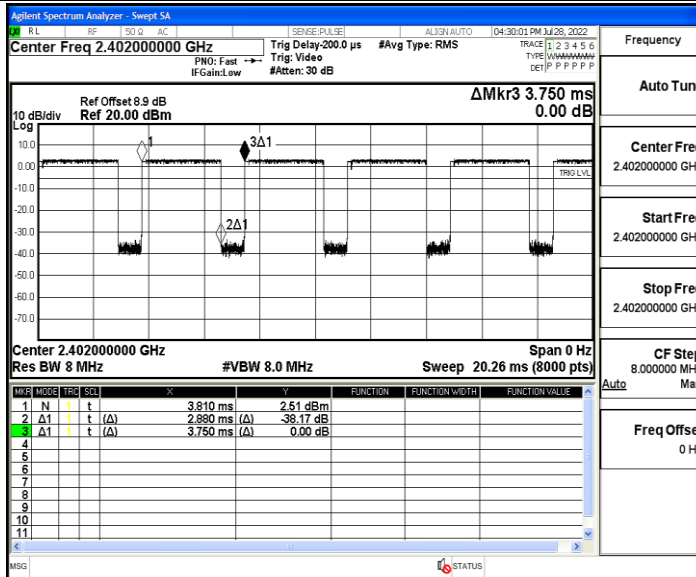 Agilent Spectrum Analyzer - Swept SA
RL RF 50 Ω AC SENSE:PULSE ALIGN AUTO 04:30:01 PM Jul 28, 2022
Center Freq 2.402000000 GHz
PNO: Fast
IFGain:Low
Trig Delay-200.0 µs
Trig: Video
#Atten: 30 dB
#Avg Type: RMS
TRACE 1 2 3 4 5 6
TYPE WWWWWW
DET P P P P P P
ΔMkr3 3.750 ms
0.00 dB
Ref Offset 8.9 dB
10 dB/div Ref 20.00 dBm
Log
10.0
0.00
-10.0
-20.0
-30.0
-40.0
-50.0
-60.0
-70.0
1
3Δ1
2Δ1
TRIG LVL
Center 2.402000000 GHz Span 0 Hz
Res BW 8 MHz #VBW 8.0 MHz Sweep 20.26 ms (8000 pts)
MKR MODE TRC SCL X Y FUNCTION FUNCTION WIDTH FUNCTION VALUE
1 N 1 t 3.810 ms 2.51 dBm
2 Δ1 1 t (Δ) 2.880 ms (Δ) -38.17 dB
3 Δ1 1 t (Δ) 3.750 ms (Δ) 0.00 dB
4
5
6
7
8
9
10
11
MSG STATUS
Frequency
Auto Tun
Center Fre
2.402000000 GH
Start Fre
2.402000000 GH
Stop Fre
2.402000000 GH
CF Step
8.000000 MH
Auto Ma
Freq Offse
0 H